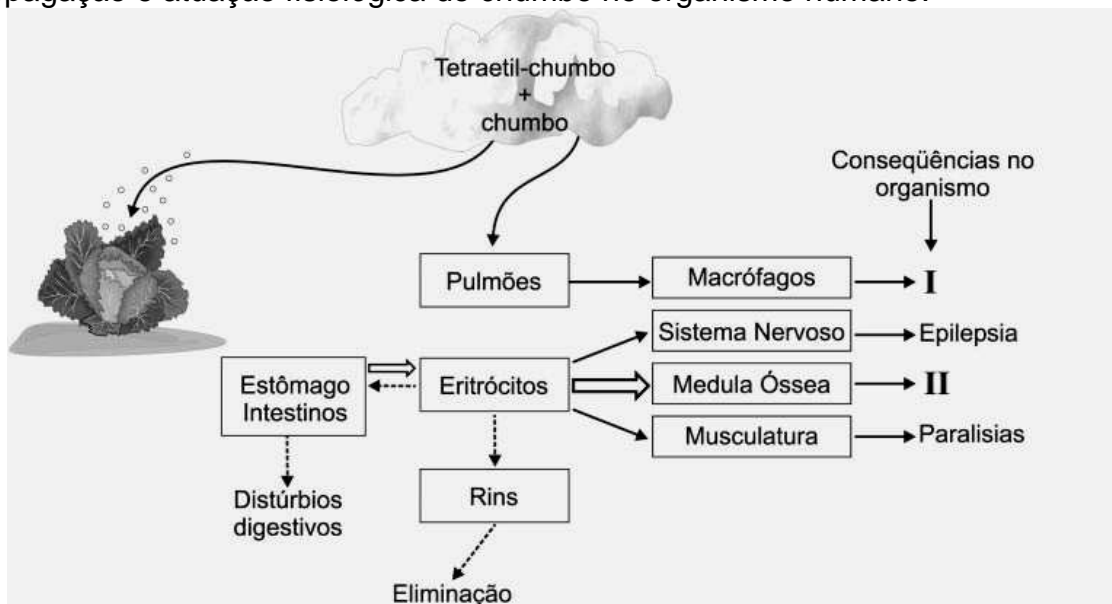 Tetraetil-chumbo
+
chumbo
Conseqüências no
organismo
Pulmões
Macrófagos
I
Sistema Nervoso
Epilepsia
Estômago
Intestinos
Eritrócitos
Medula Óssea
II
Musculatura
Paralisias
Distúrbios
digestivos
Rins
Eliminação